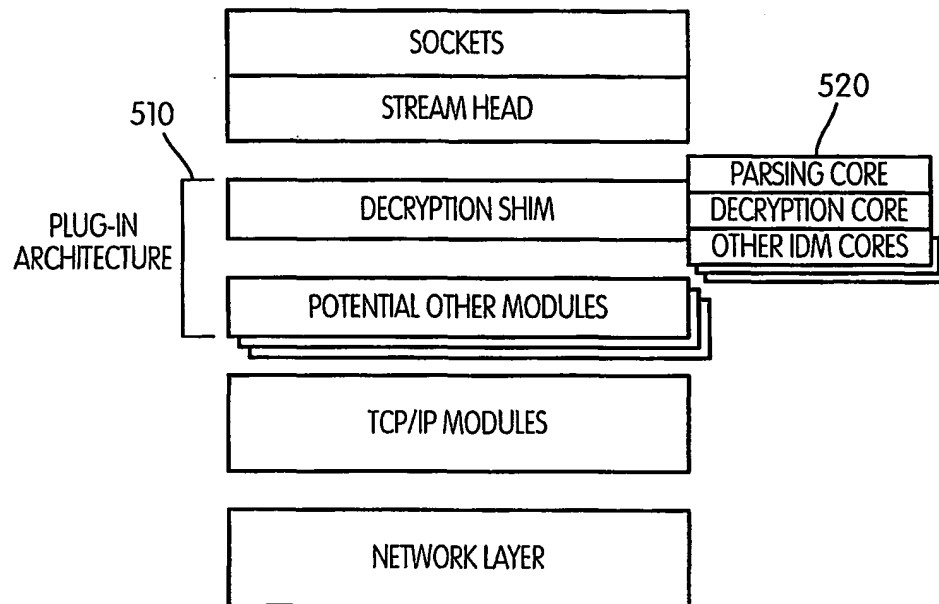 SOCKETS
STREAM HEAD
510
520
PLUG-IN
ARCHITECTURE
DECRYPTION SHIM
PARSING CORE
DECRYPTION CORE
OTHER IDM CORES
POTENTIAL OTHER MODULES
TCP/IP MODULES
NETWORK LAYER